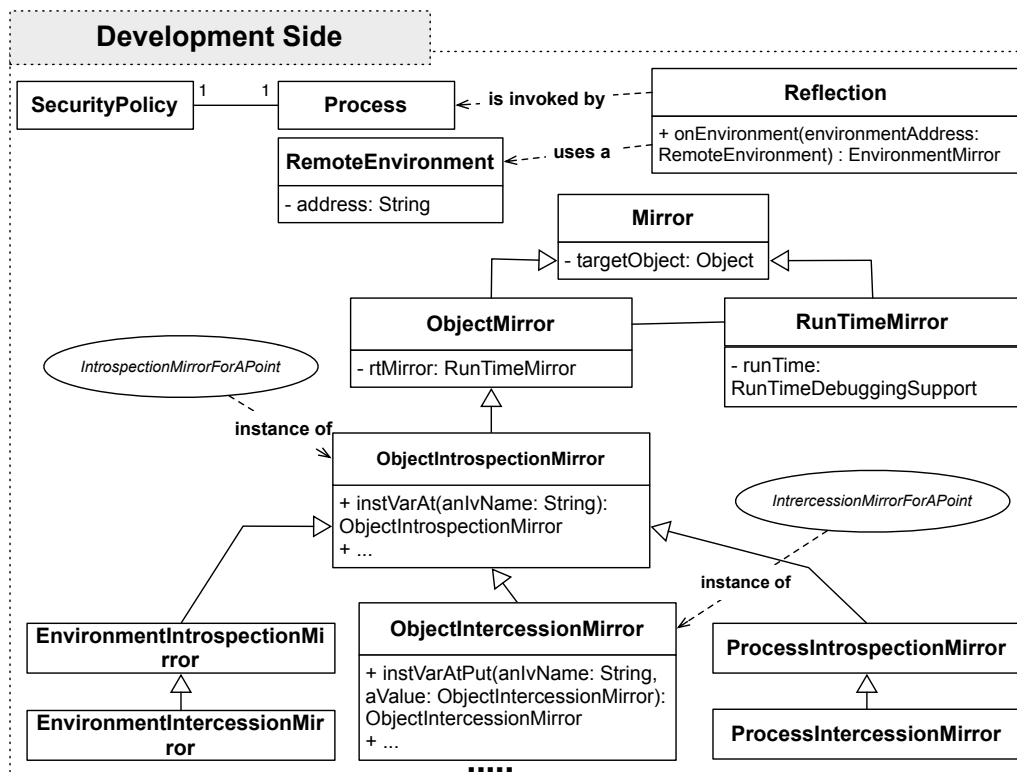 Development Side
SecurityPolicy
1
1
Process
is invoked by
Reflection
+ onEnvironment(environmentAddress:
RemoteEnvironment) : EnvironmentMirror
RemoteEnvironment
- address: String
uses a
Mirror
- targetObject: Object
ObjectMirror
- rtMirror: RunTimeMirror
RunTimeMirror
- runTime:
RunTimeDebuggingSupport
IntrospectionMirrorForAPoint
instance of
ObjectIntrospectionMirror
+ instVarAt(anIvName: String):
ObjectIntrospectionMirror
+ ...
IntrercessionMirrorForAPoint
instance of
EnvironmentIntrospectionMi
rror
EnvironmentIntercessionMir
ror
ObjectIntercessionMirror
+ instVarAtPut(anIvName: String,
aValue: ObjectIntercessionMirror):
ObjectIntercessionMirror
+ ...
ProcessIntrospectionMirror
ProcessIntercessionMirror
.....